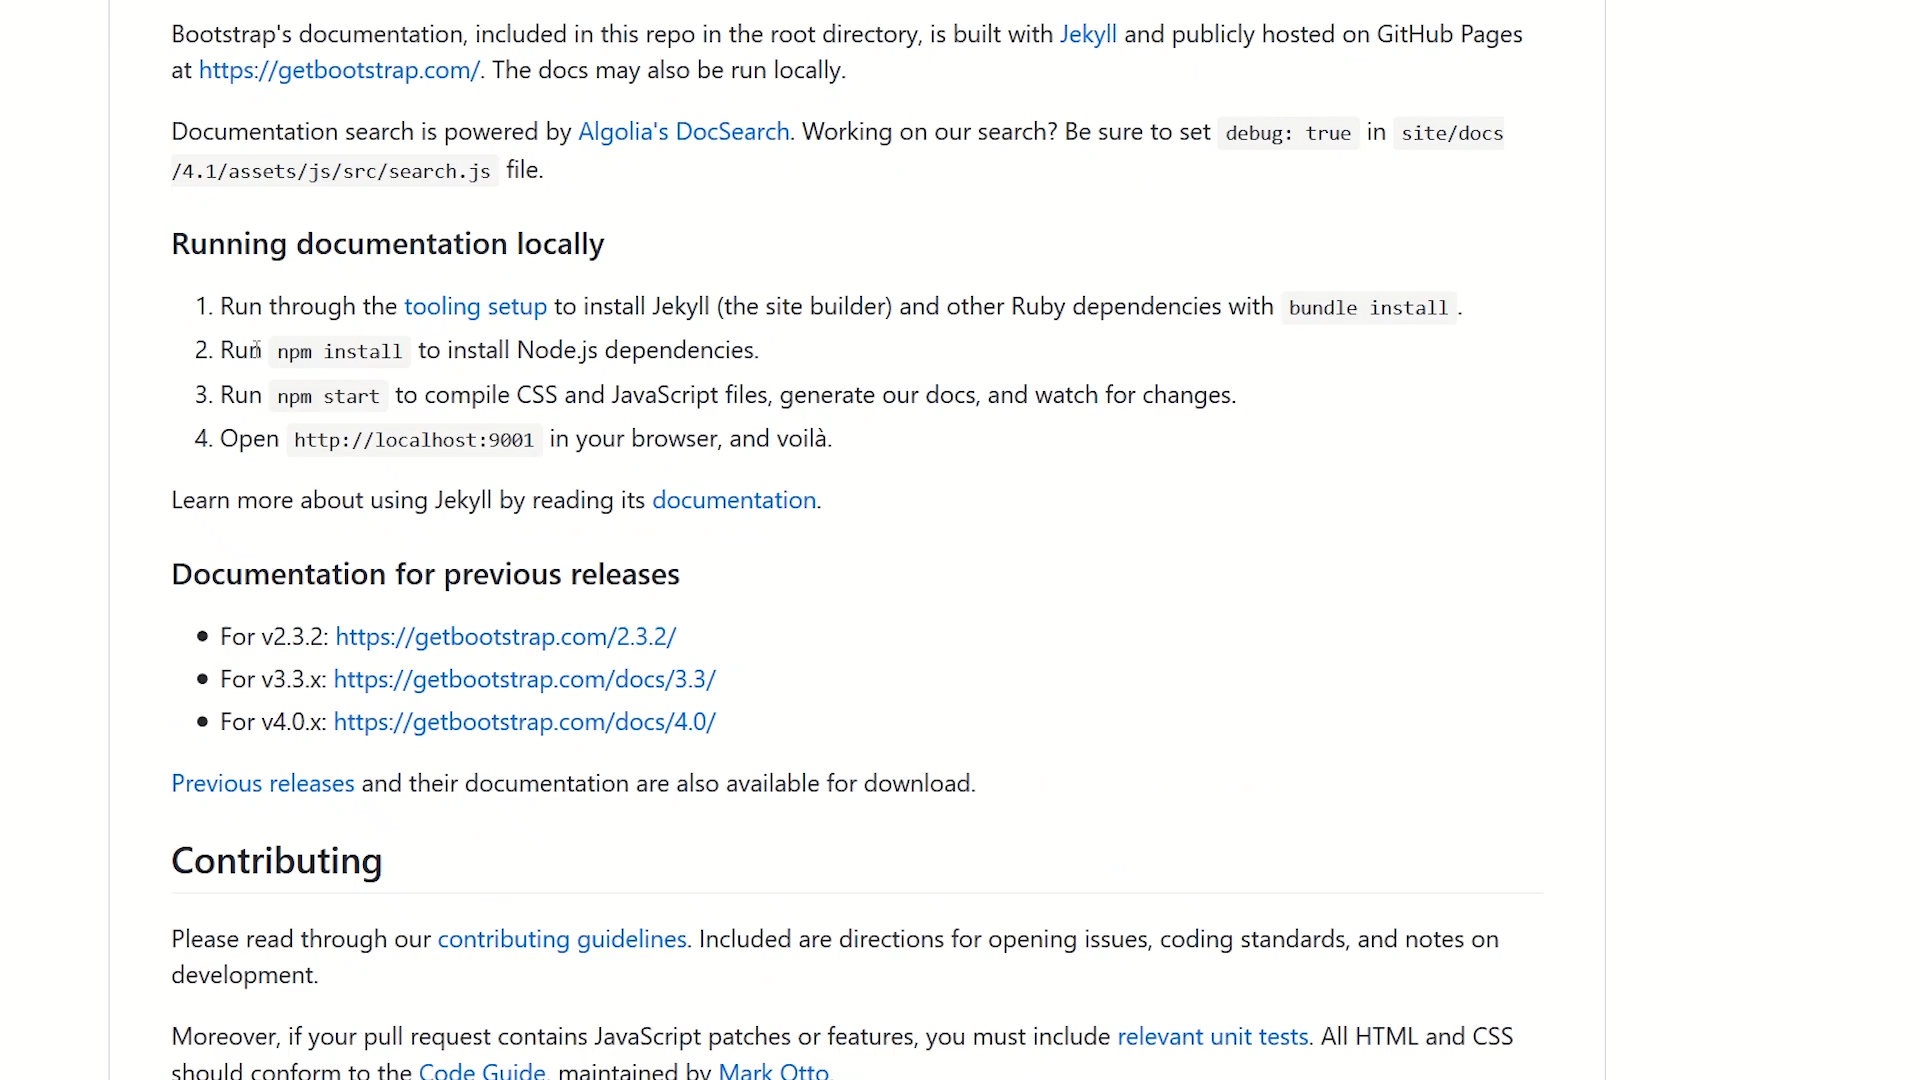 Bootstrap's documentation, included in this repo in the root directory, is built with Jekyll and publicly hosted on GitHub Pages
at https://getbootstrap.com/. The docs may also be run locally.
Documentation search is powered by Algolia's DocSearch. Working on our search? Be sure to set debug: true in site/docs
/4.1/assets/js/src/search.js file.
Running documentation locally
1. Run through the tooling setup to install Jekyll (the site builder) and other Ruby dependencies with bundle install.
2. Run npm install to install Node.js dependencies.
3. Run npm start to compile CSS and JavaScript files, generate our docs, and watch for changes.
4. Open http://localhost:9001 in your browser, and voilà.
Learn more about using Jekyll by reading its documentation.
Documentation for previous releases
• For v2.3.2: https://getbootstrap.com/2.3.2/
• For v3.3.x: https://getbootstrap.com/docs/3.3/
• For v4.0.x: https://getbootstrap.com/docs/4.0/
Previous releases and their documentation are also available for download.
Contributing
Please read through our contributing guidelines. Included are directions for opening issues, coding standards, and notes on
development.
Moreover, if your pull request contains JavaScript patches or features, you must include relevant unit tests. All HTML and CSS
should conform to the Code Guide, maintained by Mark Otto.